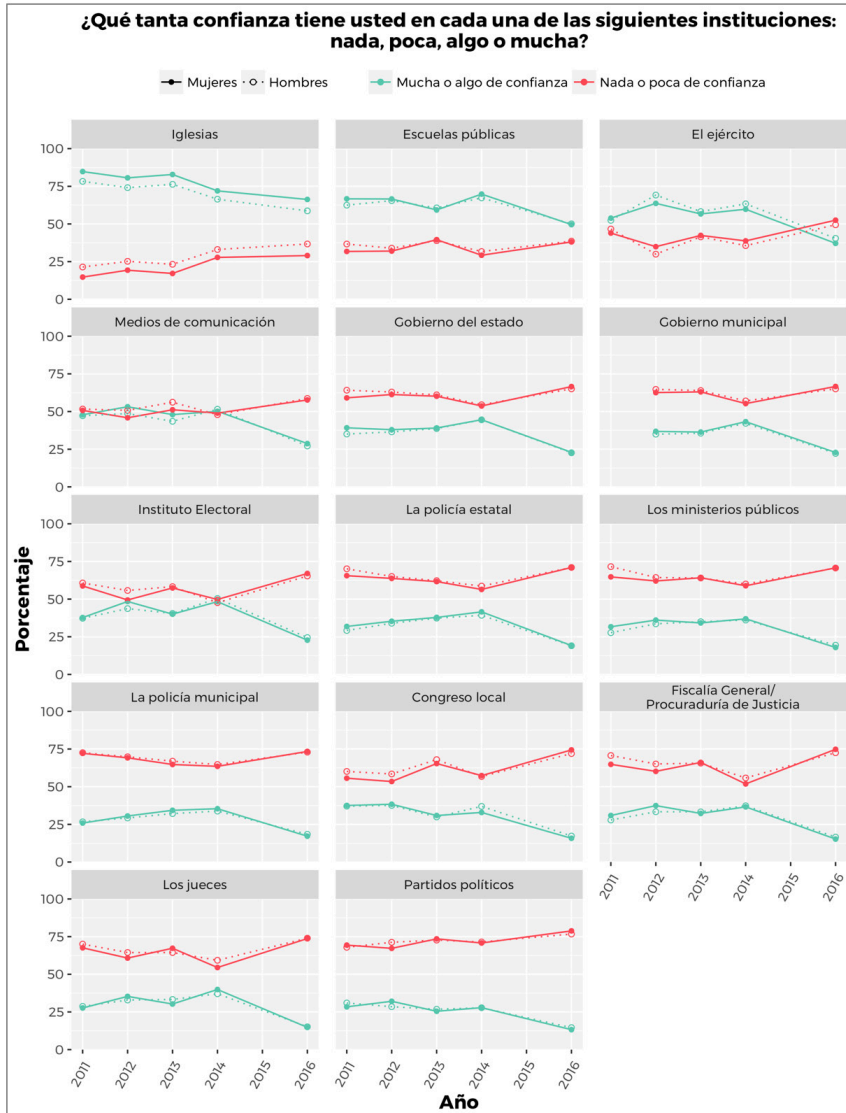 ¿Qué tanta confianza tiene usted en cada una de las siguientes instituciones:
nada, poca, algo o mucha?
Mujeres Hombres Mucha o algo de confianza Nada o poca de confianza
Iglesias Escuelas públicas El ejército
100
75
50
25
0
Medios de comunicación Gobierno del estado Gobierno municipal
100
75
50
25
0
Instituto Electoral La policía estatal Los ministerios públicos
100
75
50
25
0
Porcentaje
La policía municipal Congreso local Fiscalía General/
Procuraduría de Justicia
100
75
50
25
0
2011 2012 2013 2014 2015 2016
Los jueces Partidos políticos
100
75
50
25
0
2011 2012 2013 2014 2015 2016 2011 2012 2013 2014 2015 2016
Año